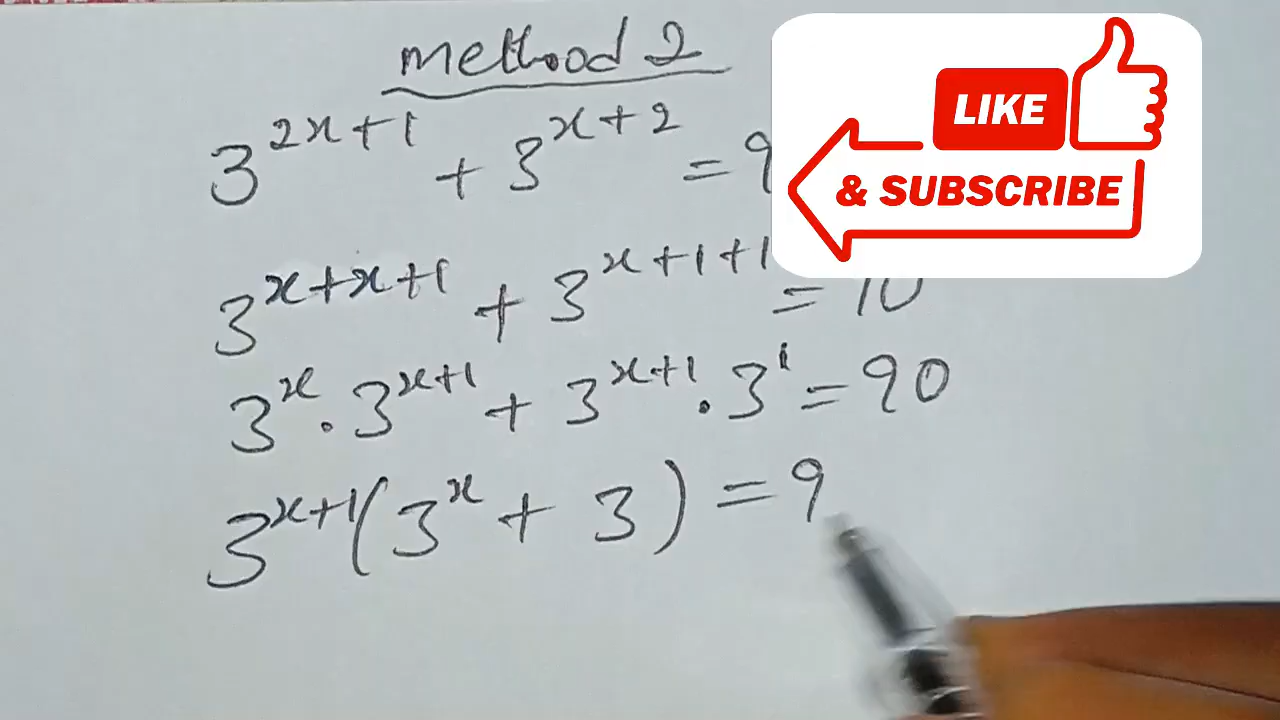 method 2
LIKE
& SUBSCRIBE
3^{2x+1} + 3^{x+2} = 9
3^{x+x+1} + 3^{x+1+1} = 10
3^x . 3^{x+1} + 3^{x+1} . 3^1 = 90
3^{x+1}(3^x + 3) = 9